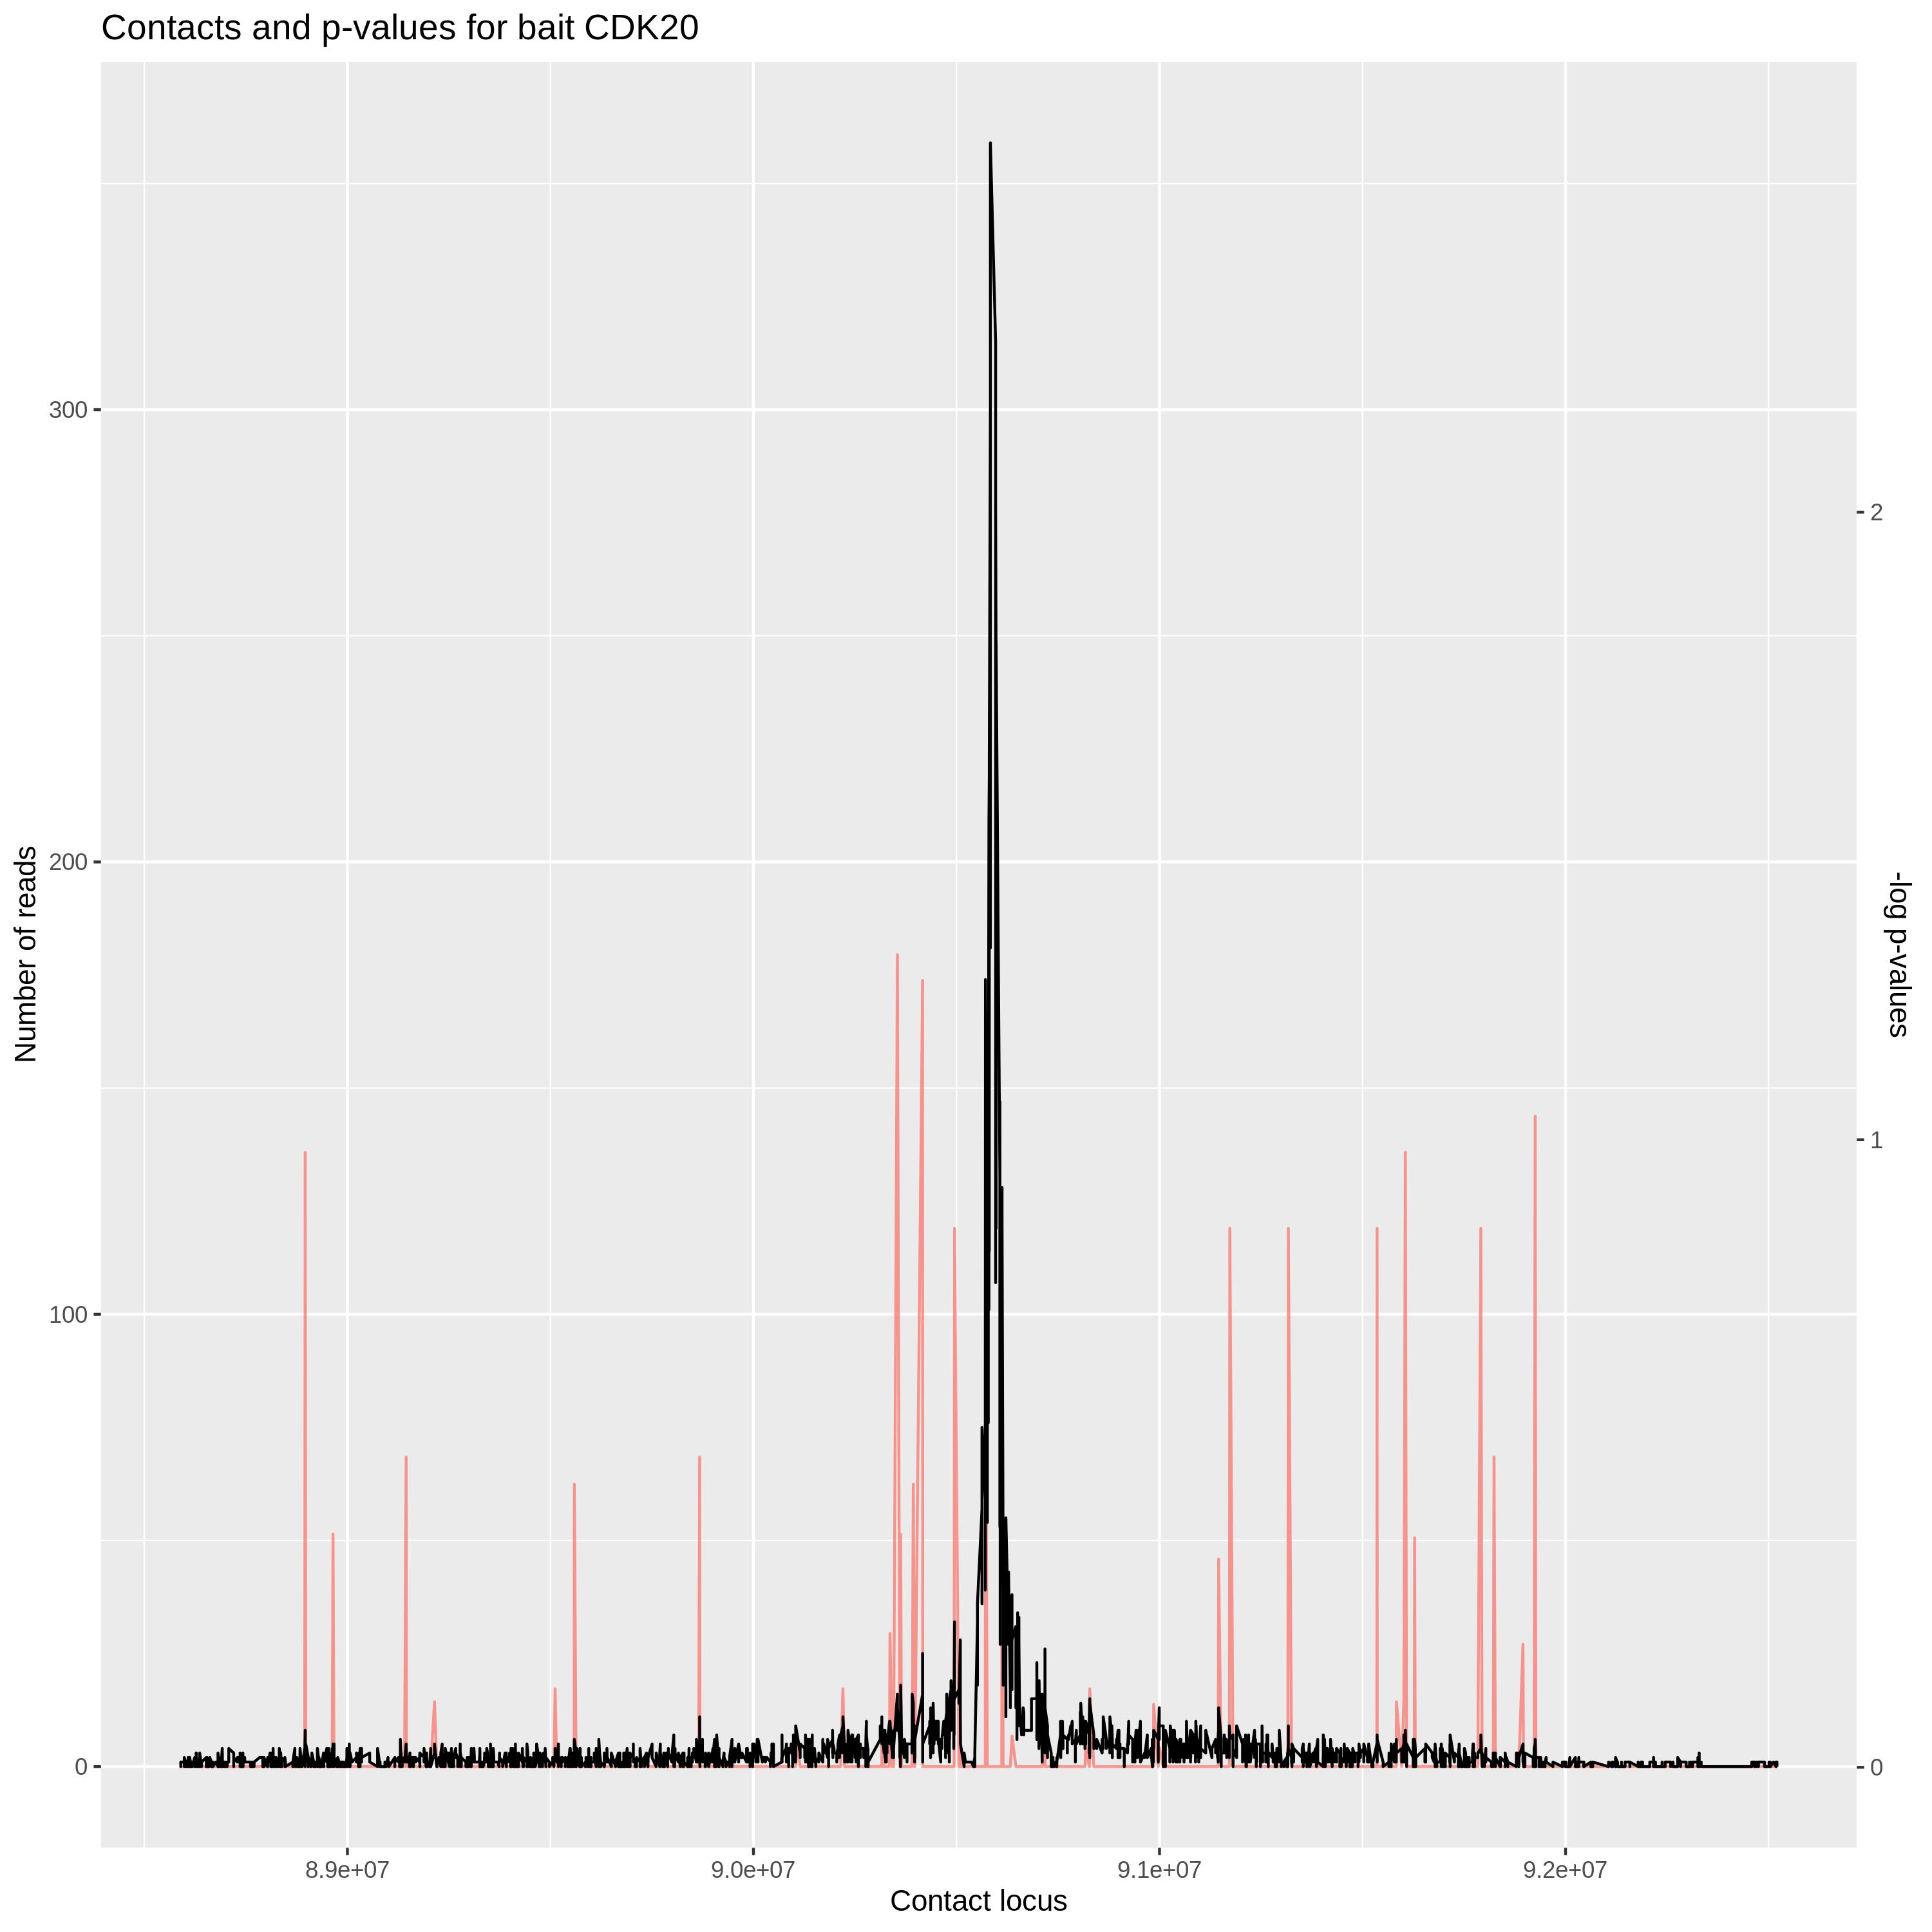 Contacts and p-values for bait CDK20
Number of reads
300
200
100
0
2
1
0
-log p-values
8.9e+07
9.0e+07
9.1e+07
9.2e+07
Contact locus